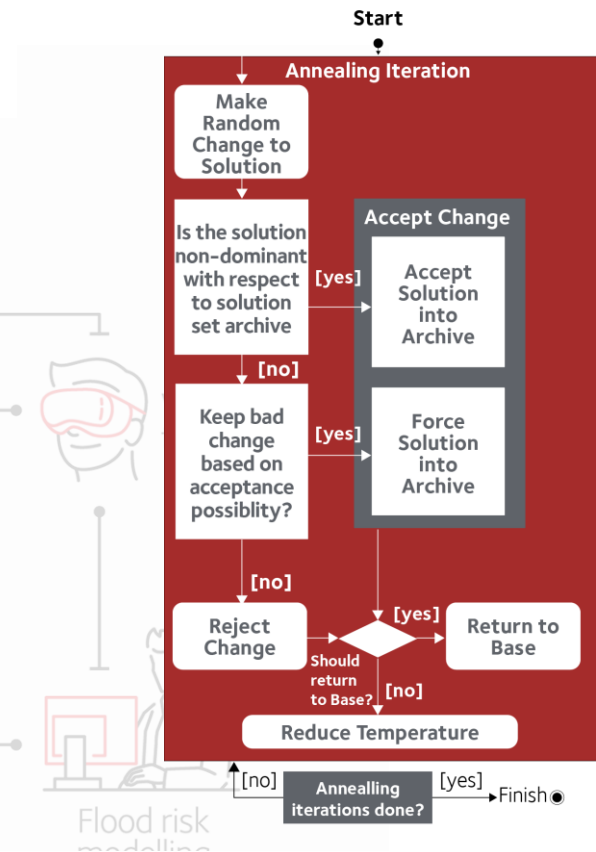 Start
Annealing Iteration
Make
Random
Change to
Solution
Is the solution
non-dominant
with respect
to solution
set archive
[yes]
Accept Change
Accept
Solution
into
Archive
[no]
Keep bad
change
based on
acceptance
possiblity?
[yes]
Force
Solution
into
Archive
[no]
Reject
Change
Should
return
to Base?
[yes]
Return to
Base
[no]
Reduce Temperature
[no]
Annealling
iterations done?
[yes]
Finish
Flood risk
modelling